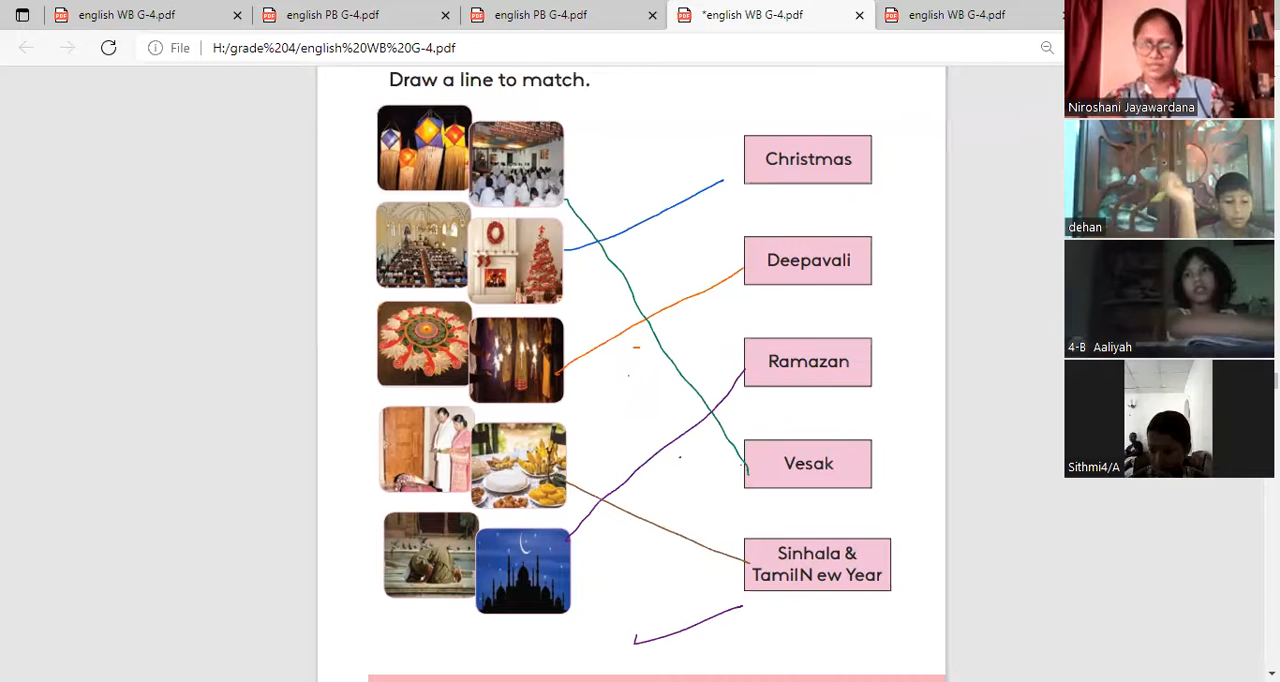 english WB G-4.pdf
english PB G-4.pdf
english PB G-4.pdf
*english WB G-4.pdf
english WB G-4.pdf
File
H:/grade%204/english%20WB%20G-4.pdf
Draw a line to match.
Christmas
Deepavali
Ramazan
Vesak
Sinhala &
TamilN ew Year
Niroshani Jayawardana
dehan
4-B Aaliyah
Sithmi4/A